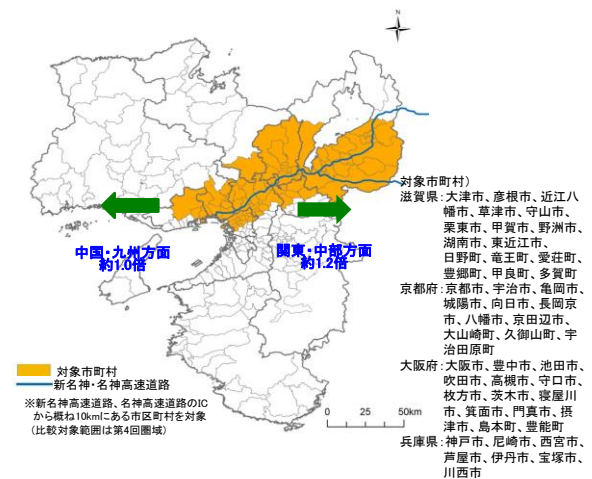 対象市町村）
滋賀県：大津市、彦根市、近江八
幡市、草津市、守山市、
栗東市、甲賀市、野洲市、
湖南市、東近江市、
日野町、竜王町、愛荘町、
豊郷町、甲良町、多賀町
京都府：京都市、宇治市、亀岡市、
城陽市、向日市、長岡京
市、八幡市、京田辺市、
大山崎町、久御山町、宇
治田原町
大阪府：大阪市、豊中市、池田市、
吹田市、高槻市、守口市、
枚方市、茨木市、寝屋川
市、箕面市、門真市、摂
津市、島本町、豊能町
兵庫県：神戸市、尼崎市、西宮市、
芦屋市、伊丹市、宝塚市、
川西市
中国・九州方面
約1.0倍
関東・中部方面
約1.2倍
対象市町村
新名神・名神高速道路
※新名神高速道路、名神高速道路のIC
から概ね10kmにある市区町村を対象
（比較対象範囲は第4回圏域）
0 25 50km